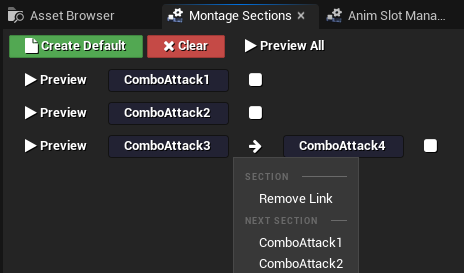 Asset Browser Montage Sections Anim Slot Mana...
Create Default Clear Preview All
Preview ComboAttack1
Preview ComboAttack2
Preview ComboAttack3 ComboAttack4
SECTION
Remove Link
NEXT SECTION
ComboAttack1
ComboAttack2